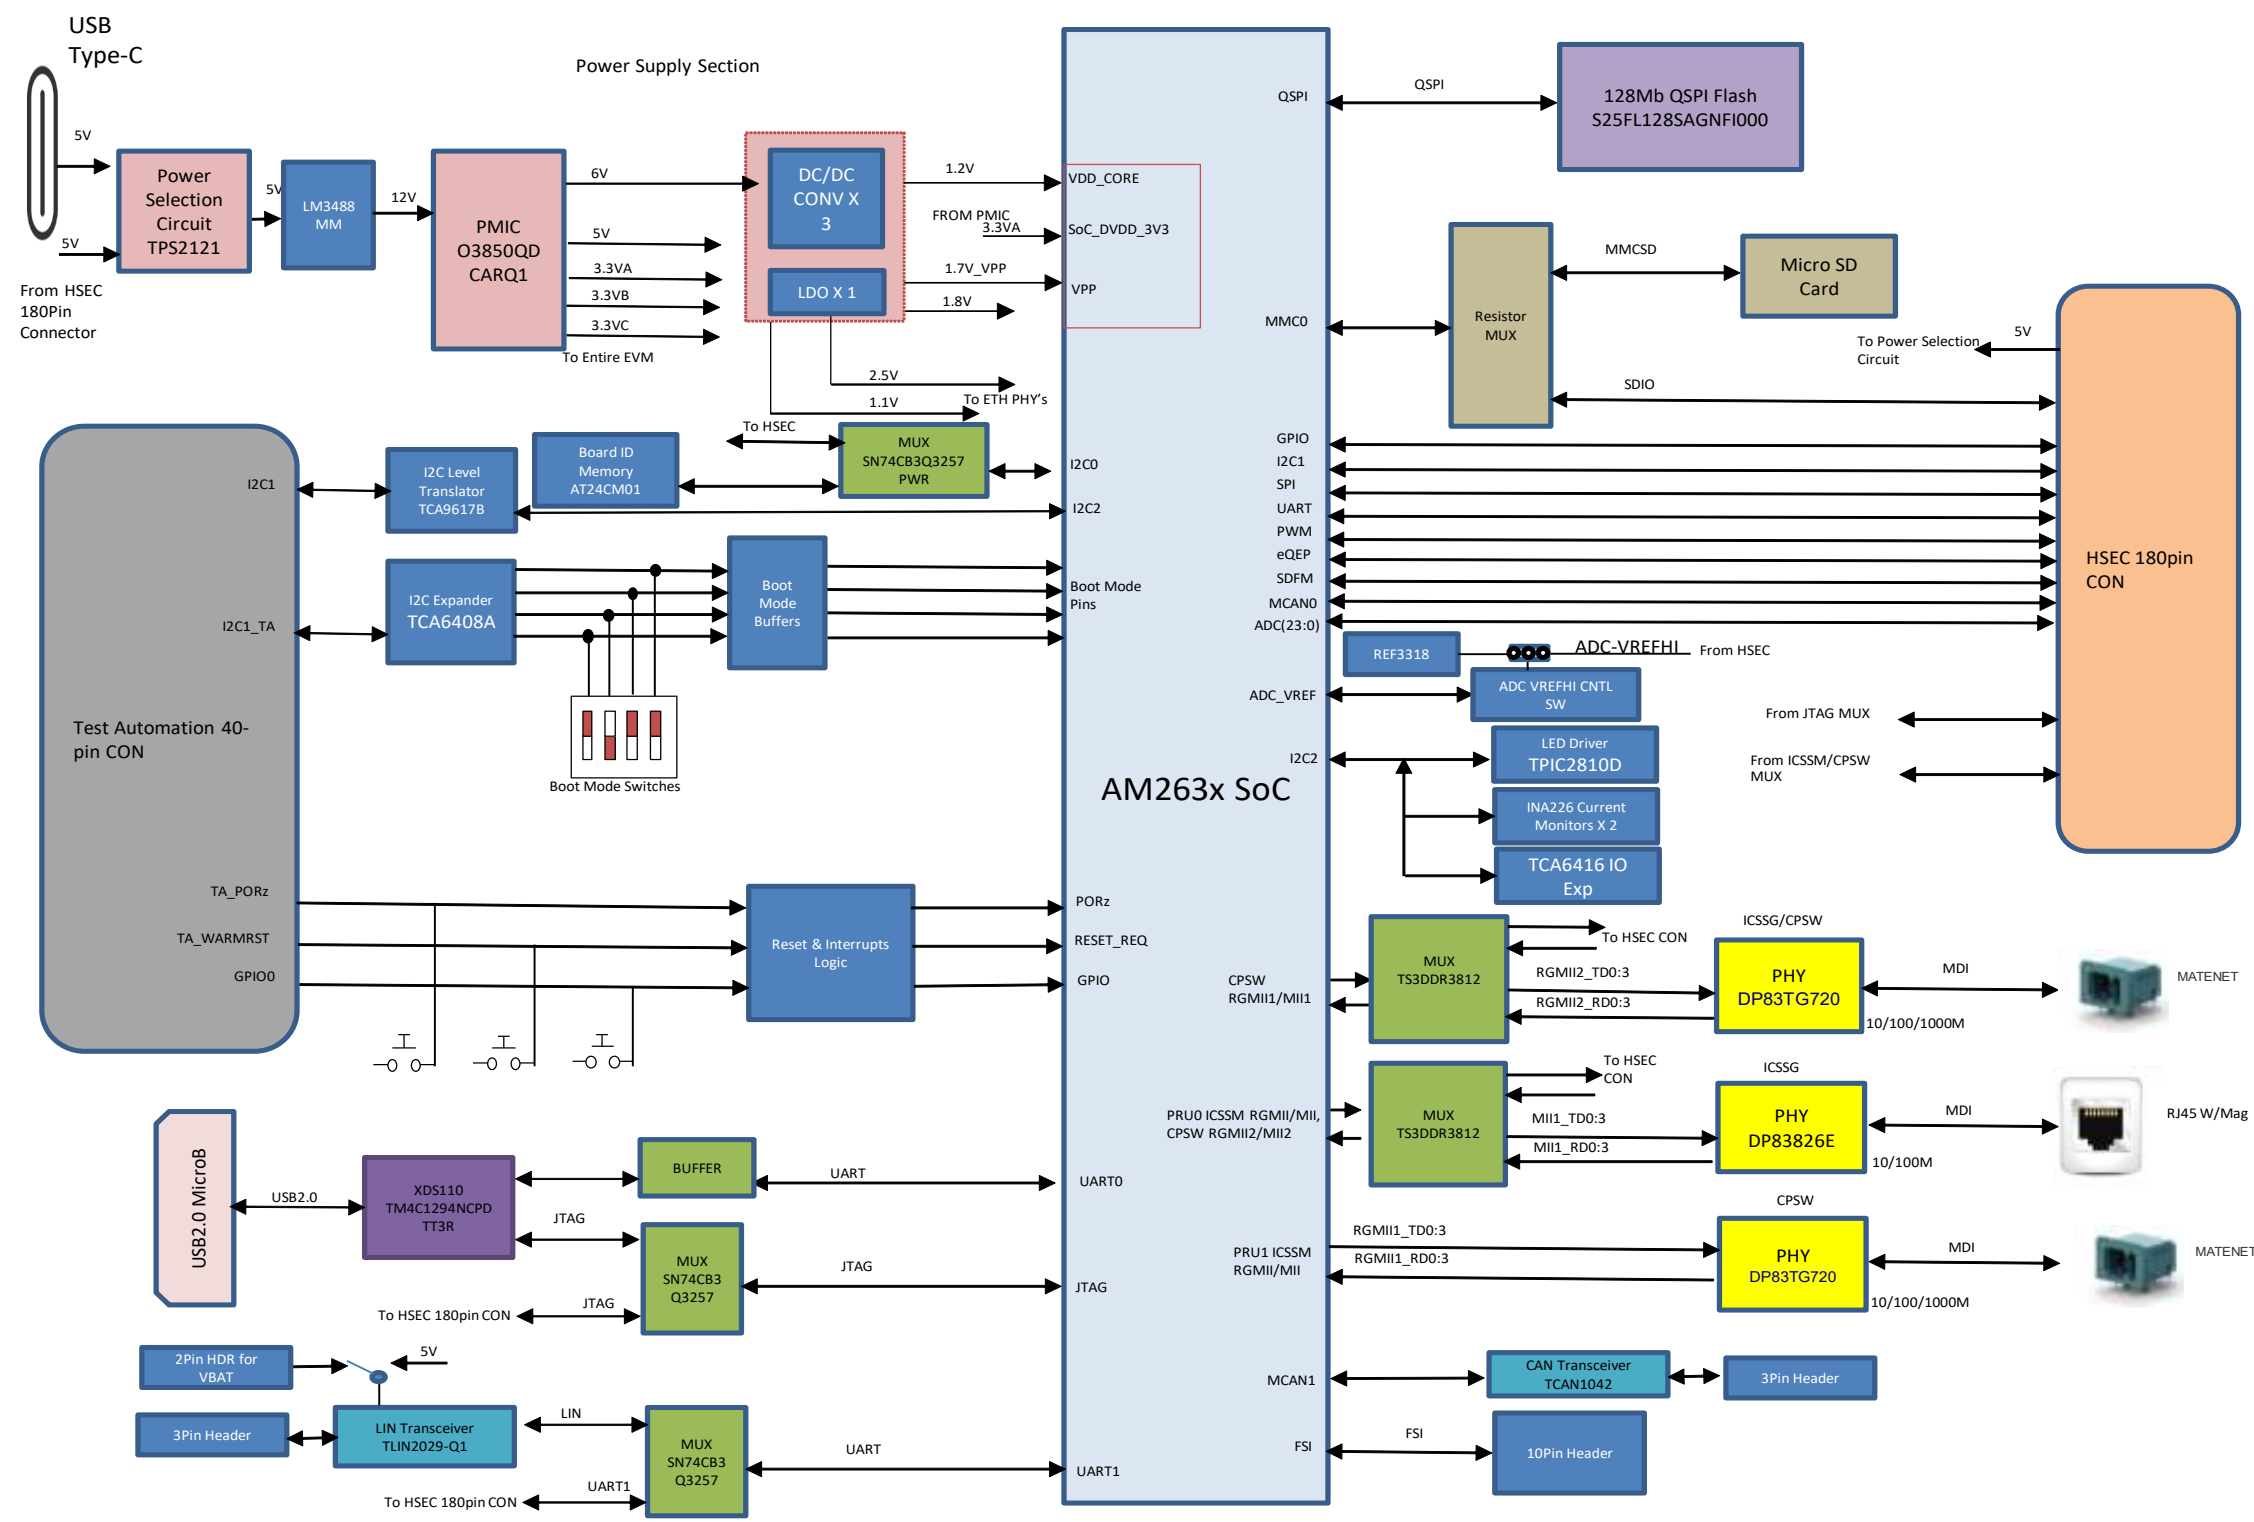 USB
Type-C
Power Supply Section
5V
5V
From HSEC
180Pin
Connector
Power
Selection
Circuit
TPS2121
5V
LM3488
MM
12V
PMIC
O3850QD
CARQ1
6V
5V
3.3VA
3.3VB
3.3VC
To Entire EVM
DC/DC
CONV X
3
LDO X 1
1.2V
FROM PMIC
3.3VA
1.7V_VPP
1.8V
2.5V
To ETH PHY's
1.1V
VDD_CORE
SoC_DVDD_3V3
VPP
QSPI
QSPI
128Mb QSPI Flash
S25FL128SAGNFI000
MMC0
Resistor
MUX
MMCSD
Micro SD
Card
SDIO
To Power Selection
Circuit
5V
HSEC 180pin
CON
GPIO
I2C1
SPI
UART
PWM
eQEP
SDFM
MCAN0
ADC(23:0)
REF3318
ADC-VREFHI
From HSEC
ADC_VREF
ADC VREFHI CNTL
SW
From JTAG MUX
From ICSSM/CPSW
MUX
I2C2
LED Driver
TPIC2810D
INA226 Current
Monitors X 2
TCA6416 IO
Exp
AM263x SoC
Test Automation 40-
pin CON
I2C1
I2C Level
Translator
TCA9617B
Board ID
Memory
AT24CM01
To HSEC
MUX
SN74CB3Q3257
PWR
I2C0
I2C2
I2C1_TA
I2C Expander
TCA6408A
Boot
Mode
Buffers
Boot Mode
Pins
Boot Mode Switches
TA_PORz
TA_WARMRST
GPIO0
Reset & Interrupts
Logic
PORz
RESET_REQ
GPIO
CPSW
RGMII1/MII1
MUX
TS3DDR3812
To HSEC CON
RGMII2_TD0:3
RGMII2_RD0:3
ICSSG/CPSW
PHY
DP83TG720
10/100/1000M
MDI
MATENET
PRU0 ICSSM RGMII/MII,
CPSW RGMII2/MII2
MUX
TS3DDR3812
To HSEC
CON
MII1_TD0:3
MII1_RD0:3
ICSSG
PHY
DP83826E
10/100M
MDI
RJ45 W/Mag
PRU1 ICSSM
RGMII/MII
RGMII1_TD0:3
RGMII1_RD0:3
CPSW
PHY
DP83TG720
10/100/1000M
MDI
MATENET
USB2.0 MicroB
USB2.0
XDS110
TM4C1294NCPD
TT3R
BUFFER
UART
UART0
JTAG
MUX
SN74CB3
Q3257
JTAG
JTAG
To HSEC 180pin CON
JTAG
2Pin HDR for
VBAT
5V
3Pin Header
LIN Transceiver
TLIN2029-Q1
LIN
MUX
SN74CB3
Q3257
UART
UART1
To HSEC 180pin CON
UART1
MCAN1
CAN Transceiver
TCAN1042
3Pin Header
FSI
FSI
10Pin Header